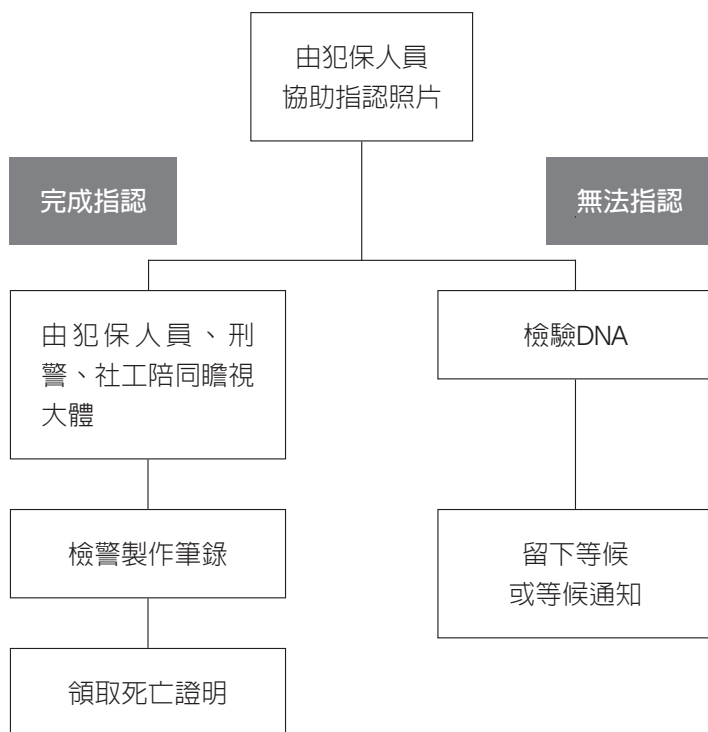 由犯保人員
協助指認照片
完成指認
無法指認
由犯保人員、刑
警、社工陪同瞻視
大體
檢驗DNA
檢警製作筆錄
留下等候
或等候通知
領取死亡證明